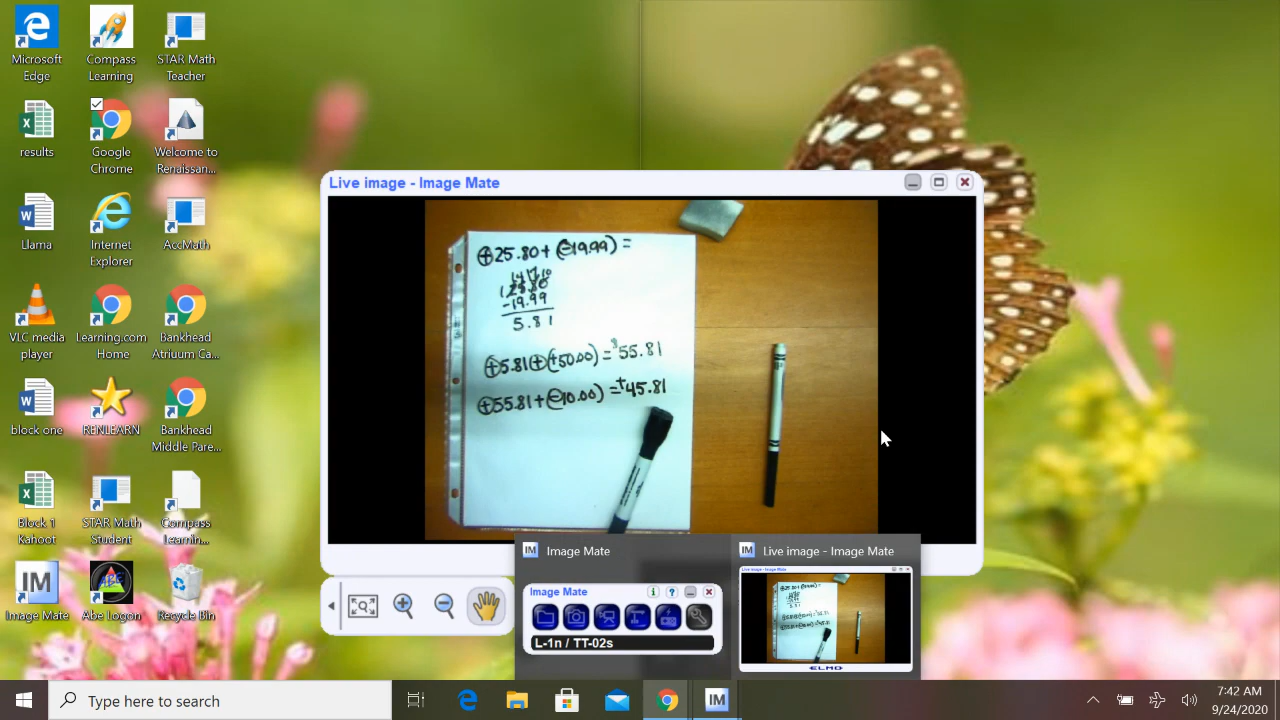 Microsoft Edge
Compass Learning
STAR Math Teacher
results
Google Chrome
Welcome to Renaissan...
Llama
Internet Explorer
AccMath
VLC media player
Learning.com Home
Bankhead Atriuum Ca...
block one
RENLEARN
Bankhead Middle Pare...
Block 1 Kahoot
STAR Math Student
Compass Learnin...
Image Mate
Abc Logon
Recycle Bin
Live image - Image Mate
+25.80+(-19.99)=
-19.99
5.81
+5.81+(+50.00)=55.81
+55.81+(-10.00)=+45.81
Image Mate
Live image - Image Mate
Image Mate
L-1n / TT-02s
ELMO
Type here to search
7:42 AM
9/24/2020